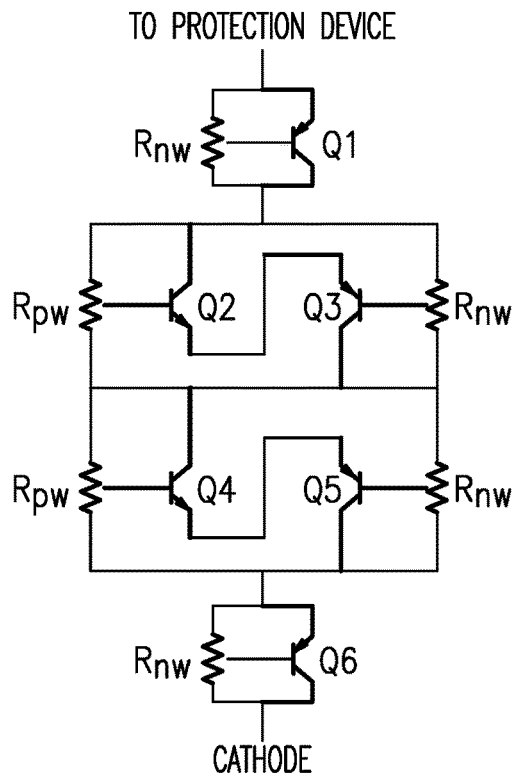 TO PROTECTION DEVICE
Rnw Q1
Rpw Q2 Q3 Rnw
Rpw Q4 Q5 Rnw
Rnw Q6
CATHODE